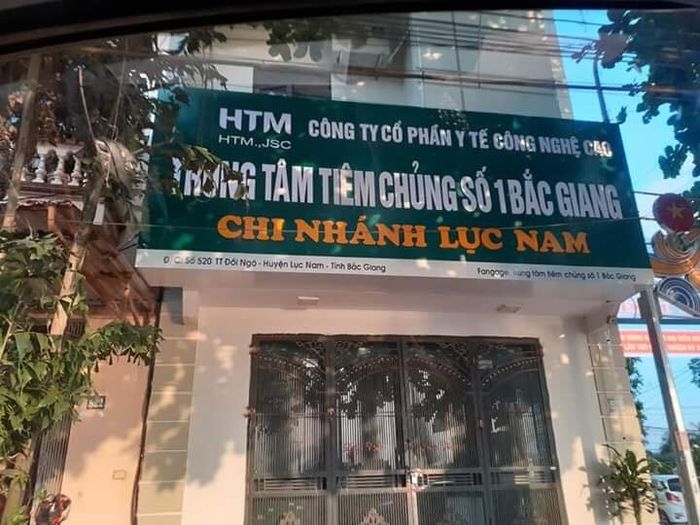 HTM
HTM.,JSC
CÔNG TY CỔ PHẦN Y TẾ CÔNG NGHỆ CAO
TRUNG TÂM TIÊM CHỦNG SỐ 1 BẮC GIANG
CHI NHÁNH LỤC NAM
Đ/C: Số 520 TT Đồi Ngô - Huyện Lục Nam - Tỉnh Bắc Giang
Fangage: trung tâm tiêm chủng số 1 Bắc Giang